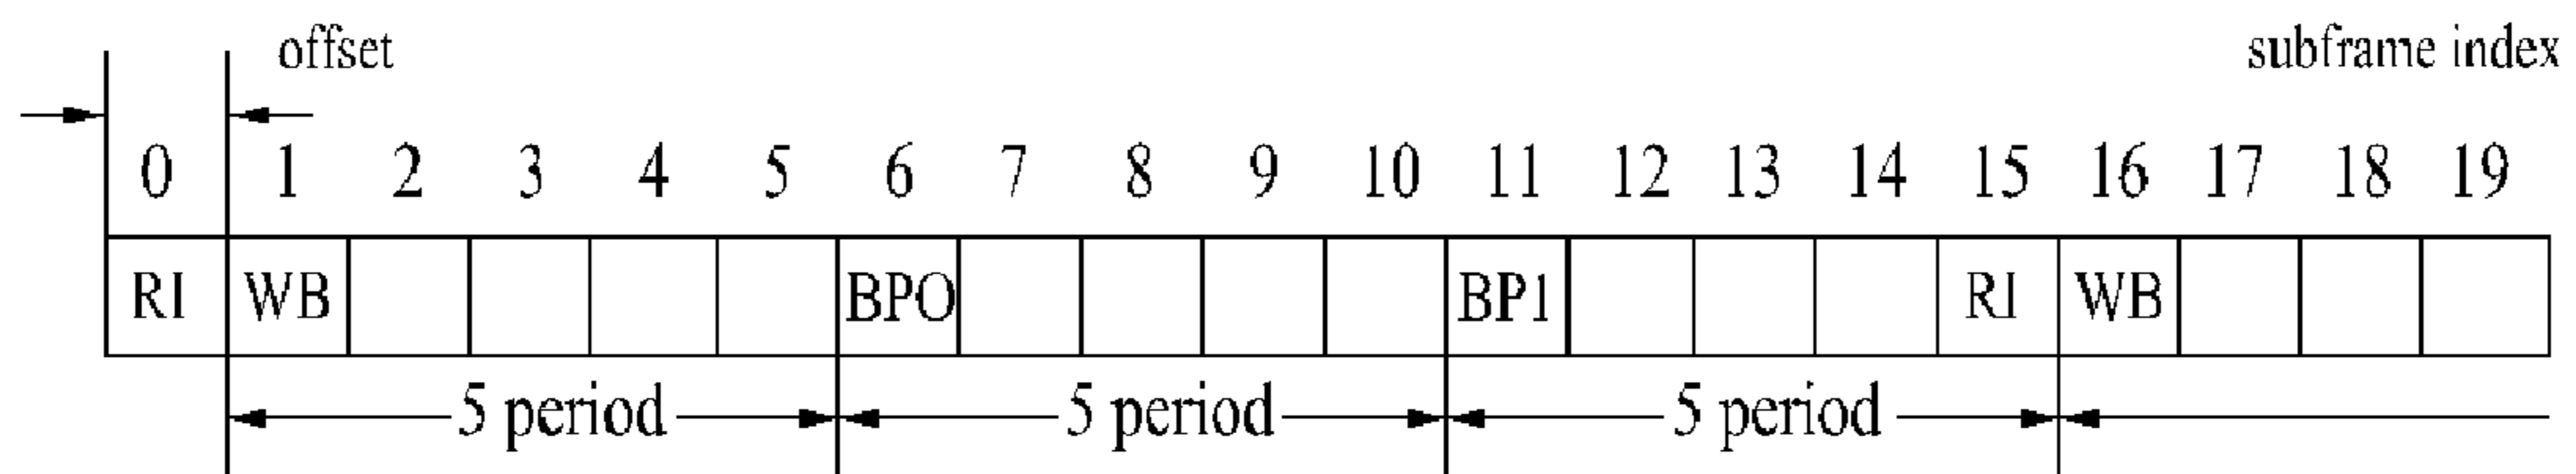 offset subframe index
0 1 2 3 4 5 6 7 8 9 10 11 12 13 14 15 16 17 18 19
RI WB BPO BP1 RI WB
5 period 5 period 5 period